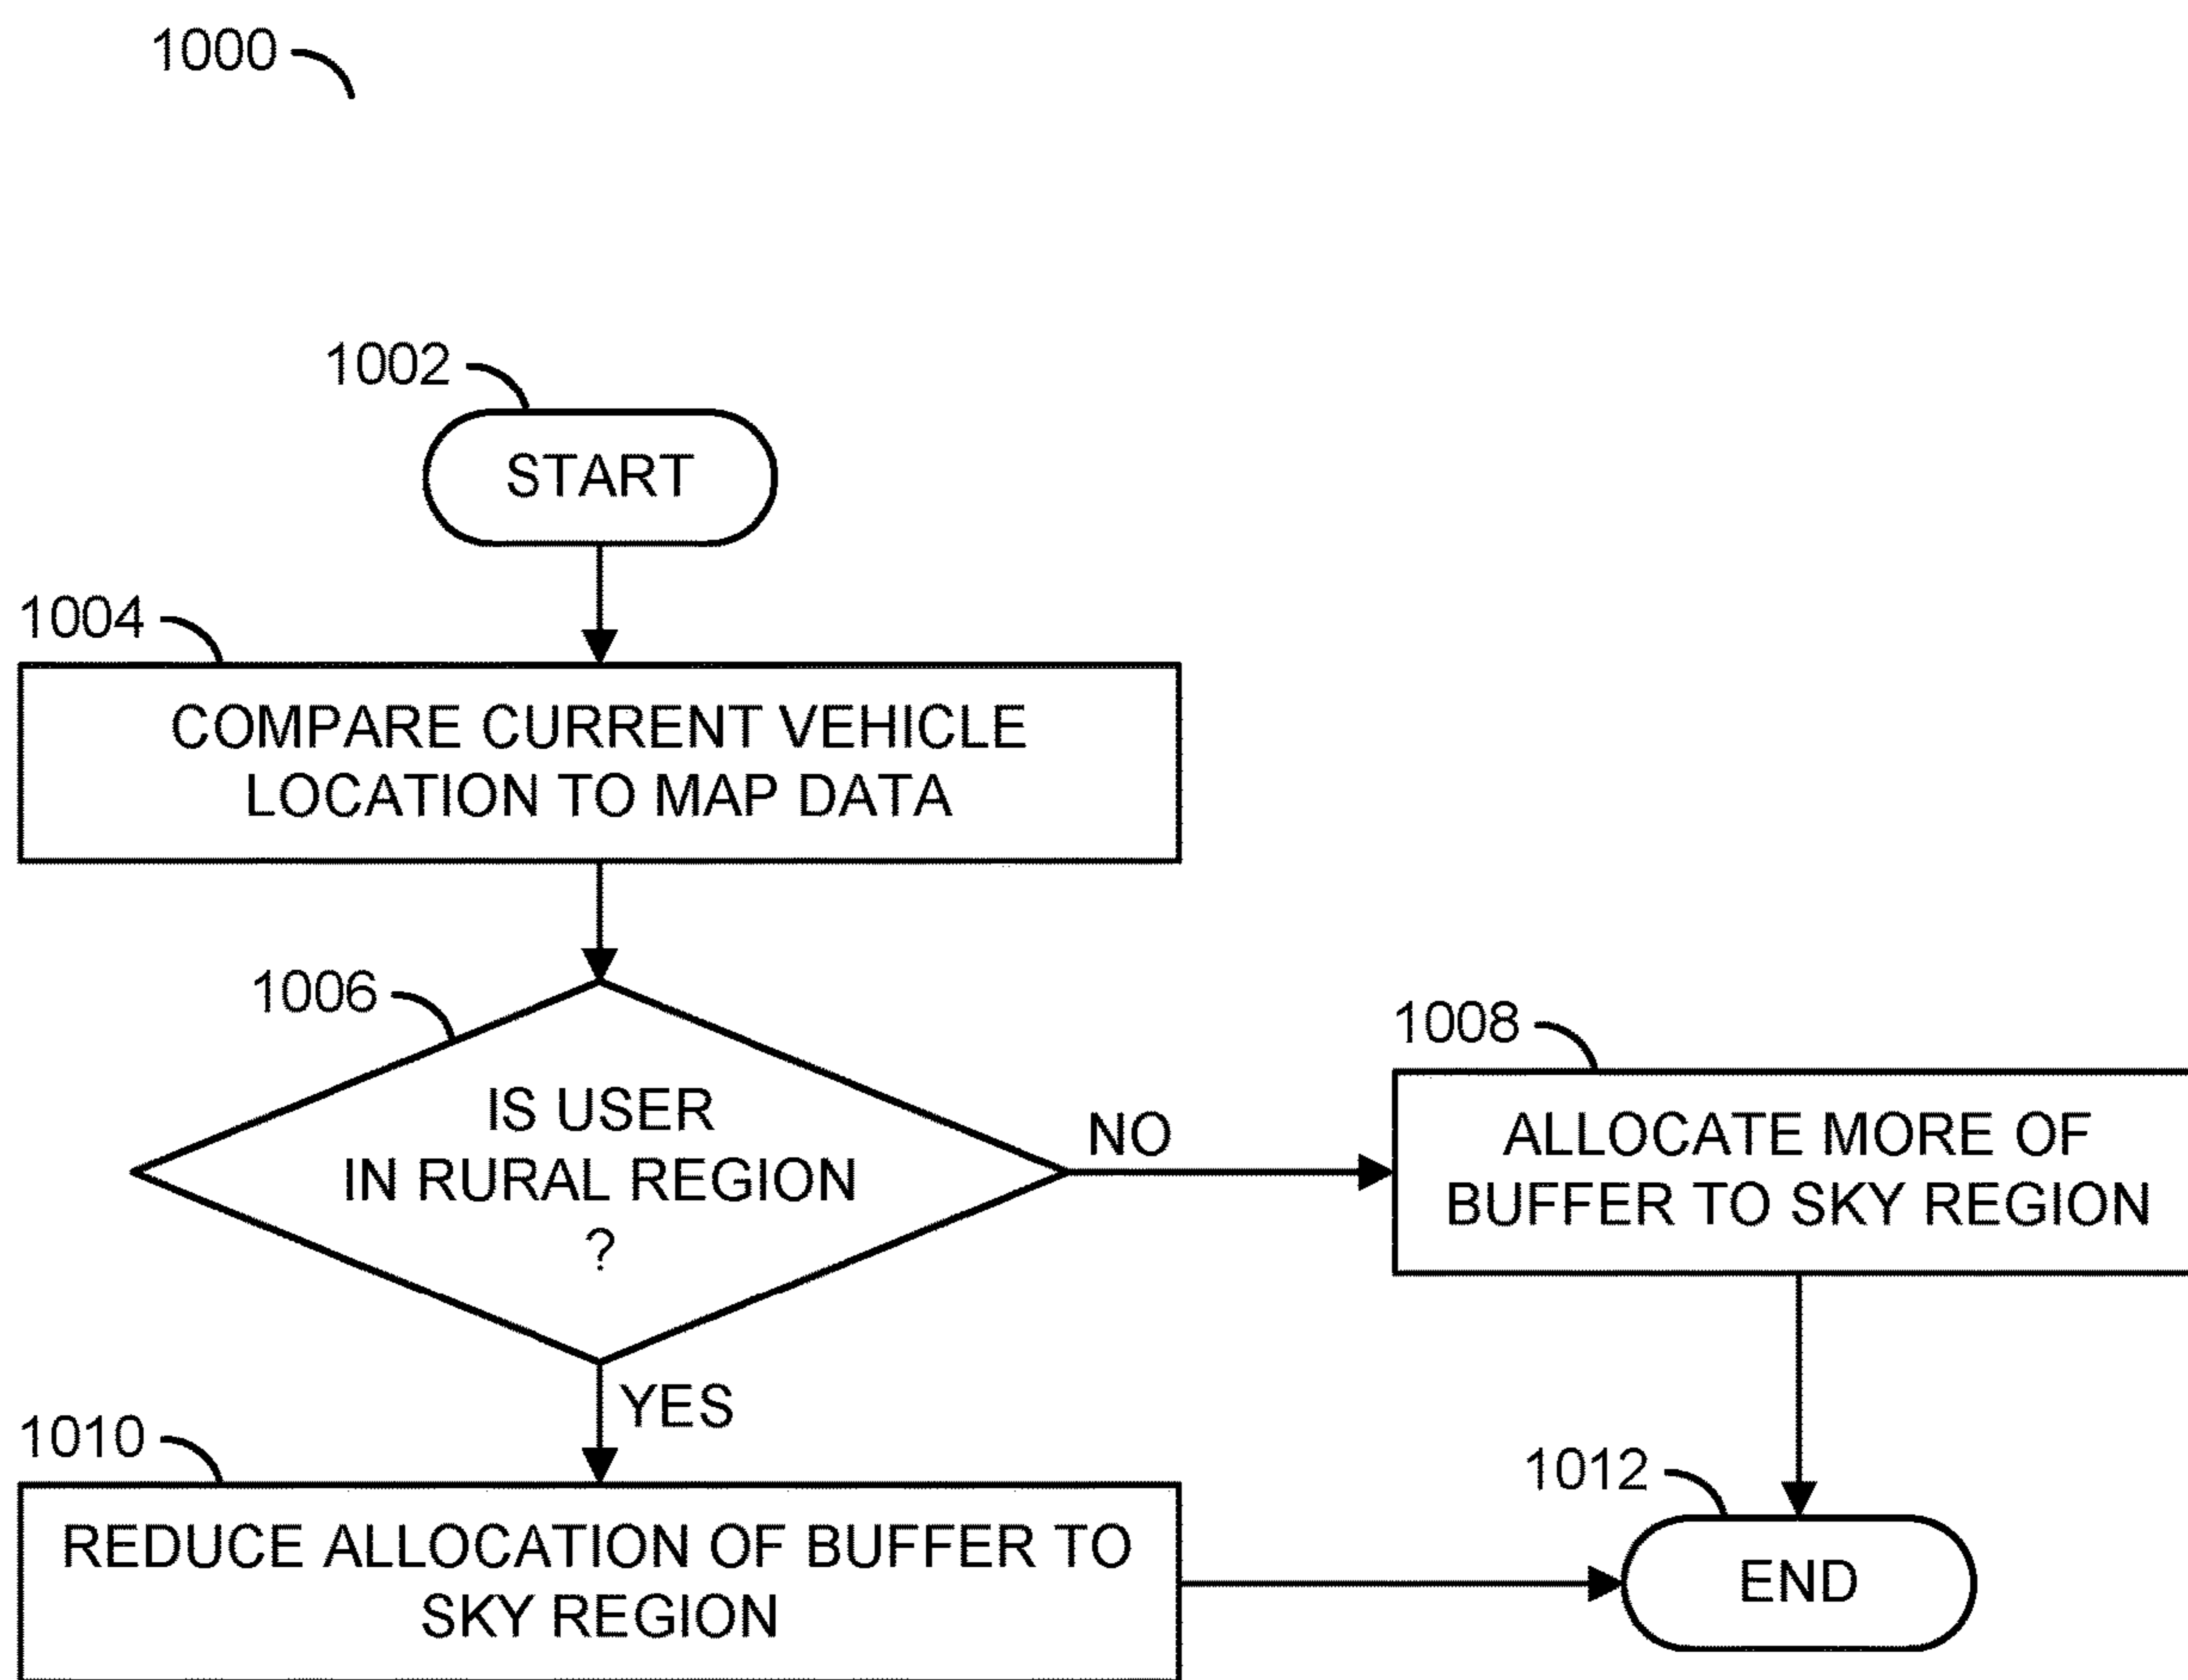 1000
1002
START
1004
COMPARE CURRENT VEHICLE
LOCATION TO MAP DATA
1006
IS USER
IN RURAL REGION
?
NO
1008
ALLOCATE MORE OF
BUFFER TO SKY REGION
YES
1010
REDUCE ALLOCATION OF BUFFER TO
SKY REGION
1012
END